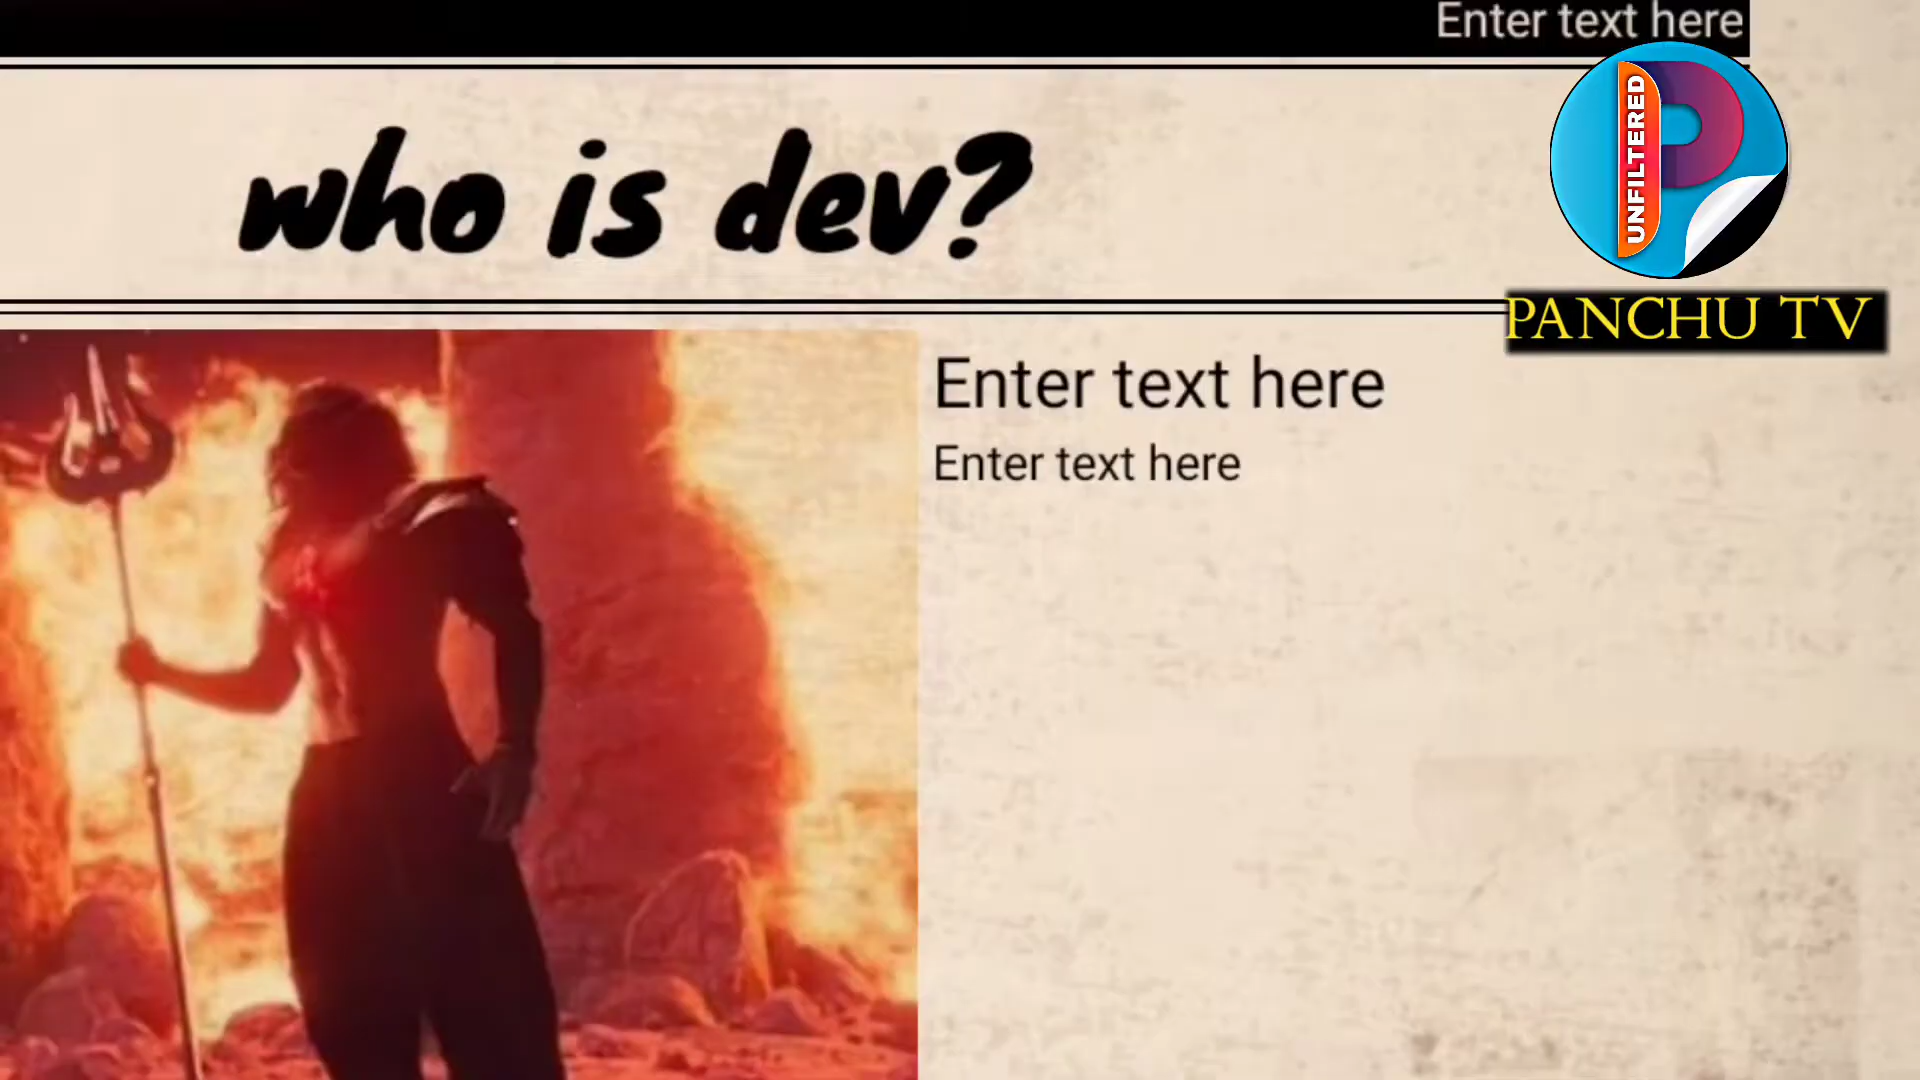 Enter text here
UNFILTERED
P
who is dev?
PANCHU TV
Enter text here
Enter text here